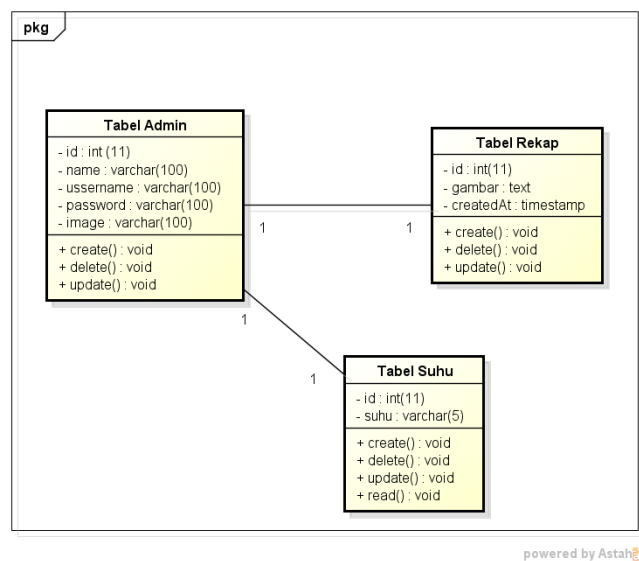 pkg
Tabel Admin
- id : int (11)
- name : varchar(100)
- ussername : varchar(100)
- password : varchar(100)
- image : varchar(100)
+ create() : void
+ delete() : void
+ update() : void
Tabel Rekap
- id : int(11)
- gambar : text
- createdAt : timestamp
+ create() : void
+ delete() : void
+ update() : void
1
1
1
1
Tabel Suhu
- id : int(11)
- suhu : varchar(5)
+ create() : void
+ delete() : void
+ update() : void
+ read() : void
powered by Astah